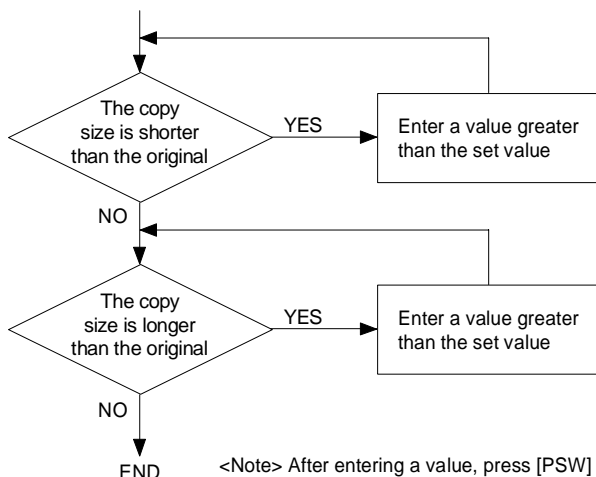 The copy
size is shorter
than the original
YES
Enter a value greater
than the set value
NO
The copy
size is longer
than the original
YES
Enter a value greater
than the set value
NO
END
<Note> After entering a value, press [PSW]